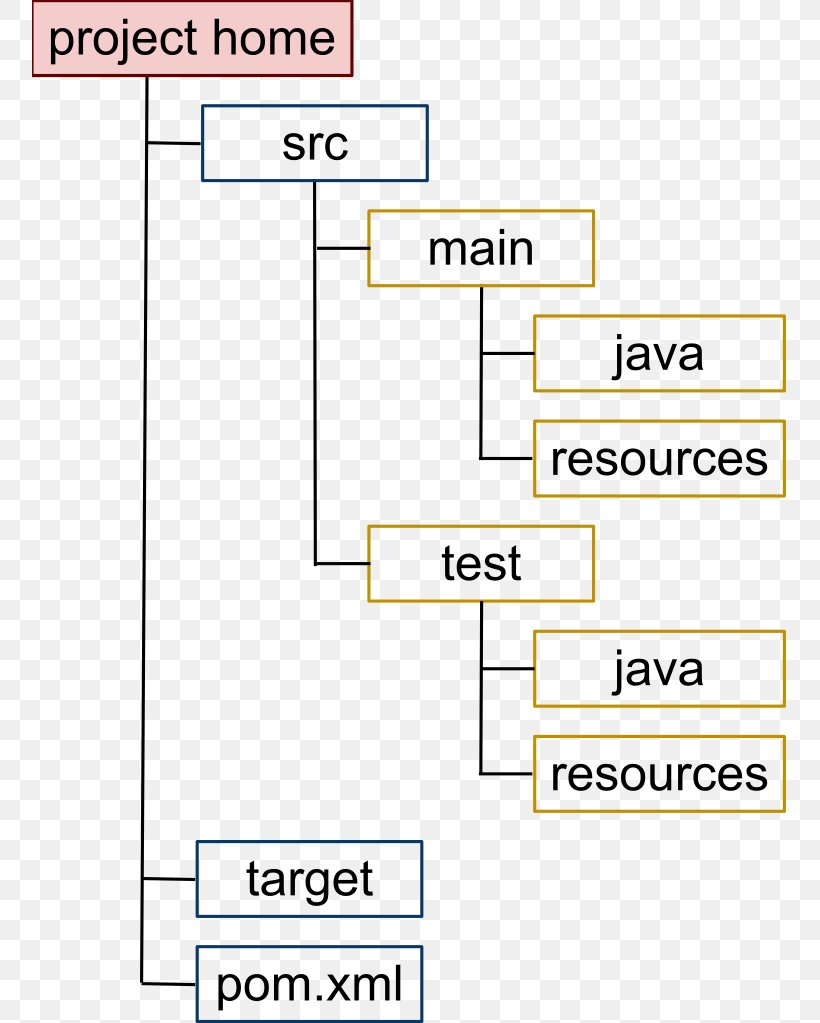 project home
src
main
java
resources
test
java
resources
target
pom.xml